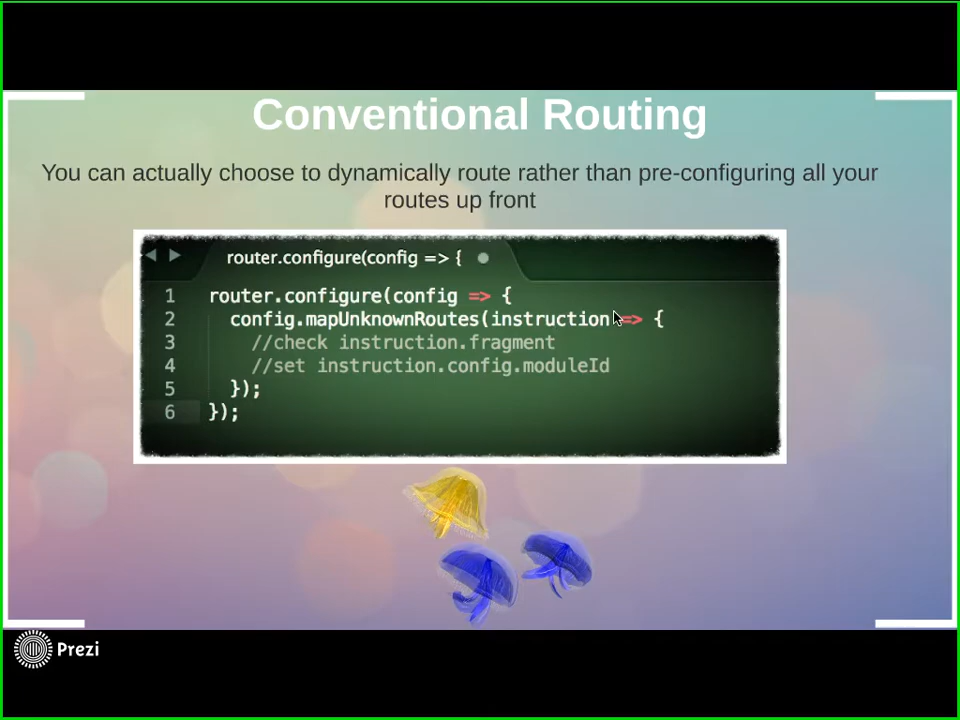 Conventional Routing
You can actually choose to dynamically route rather than pre-configuring all your
routes up front
router.configure(config => {
1 router.configure(config => {
2 config.mapUnknownRoutes(instruction => {
3 //check instruction.fragment
4 //set instruction.config.moduleId
5 });
6 });
Prezi